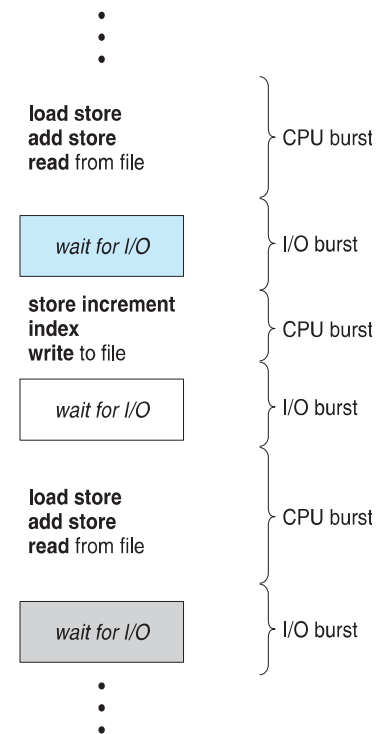 load store
add store
read from file
CPU burst
wait for I/O
I/O burst
store increment
index
write to file
CPU burst
wait for I/O
I/O burst
load store
add store
read from file
CPU burst
wait for I/O
I/O burst